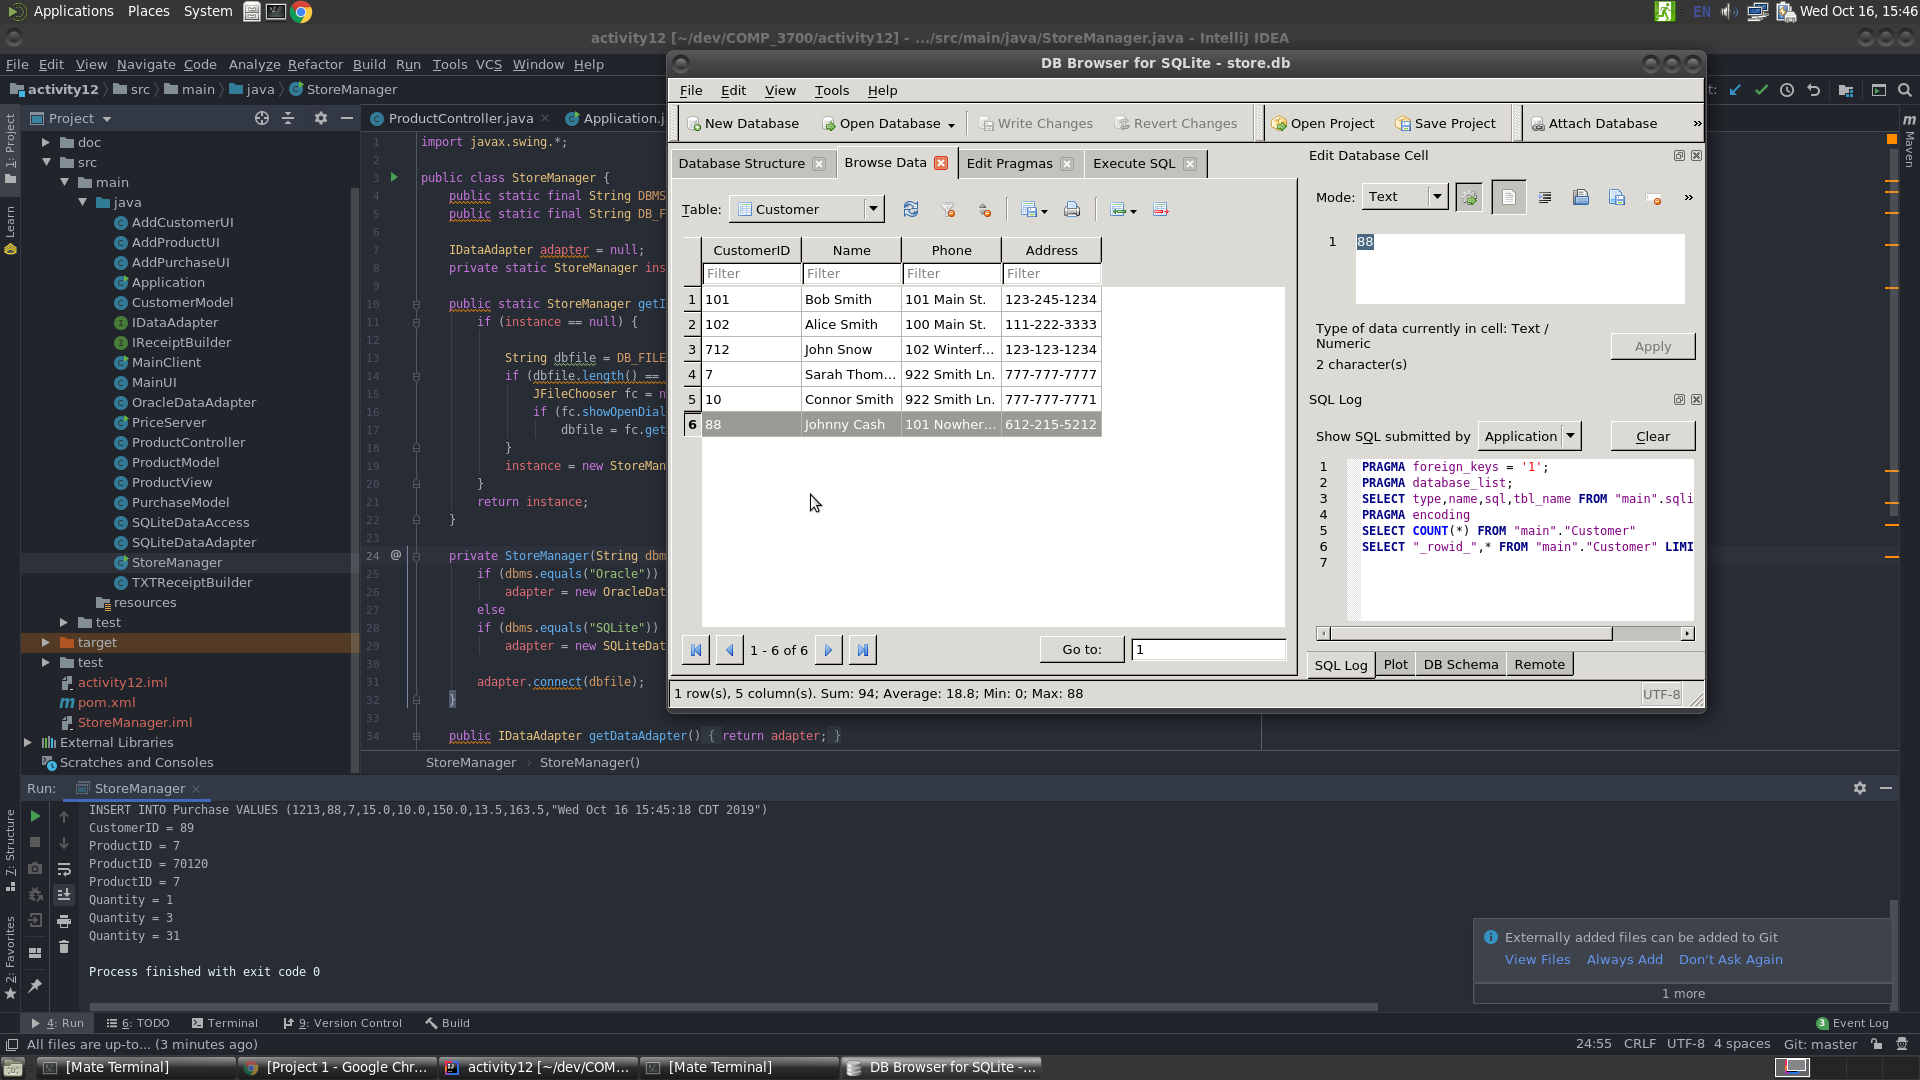 Applications Places System EN Wed Oct 16, 15:46
activity12 [~/dev/COMP_3700/activity12] - .../src/main/java/StoreManager.java - IntelliJ IDEA
File Edit View Navigate Code Analyze Refactor Build Run Tools VCS Window Help
activity12 src main java StoreManager
Project
ProductController.java Application.j
1: Project
Learn
7: Structure
2: Favorites
doc
src
main
java
AddCustomerUI
AddProductUI
AddPurchaseUI
Application
CustomerModel
IDataAdapter
IReceiptBuilder
MainClient
MainUI
OracleDataAdapter
PriceServer
ProductController
ProductModel
ProductView
PurchaseModel
SQLiteDataAccess
SQLiteDataAdapter
StoreManager
TXTReceiptBuilder
resources
test
target
test
activity12.iml
pom.xml
StoreManager.iml
External Libraries
Scratches and Consoles
1 import javax.swing.*;
2
3 public class StoreManager {
4 public static final String DBMS
5 public static final String DB_F
6
7 IDataAdapter adapter = null;
8 private static StoreManager ins
9
10 public static StoreManager getI
11 if (instance == null) {
12
13 String dbfile = DB_FILE
14 if (dbfile.length() ==
15 JFileChooser fc = n
16 if (fc.showOpenDial
17 dbfile = fc.get
18 }
19 instance = new StoreMan
20 }
21 return instance;
22 }
23
24 @ private StoreManager(String dbm
25 if (dbms.equals("Oracle"))
26 adapter = new OracleDat
27 else
28 if (dbms.equals("SQLite"))
29 adapter = new SQLiteDat
30
31 adapter.connect(dbfile);
32 }
33
34 public IDataAdapter getDataAdapter() { return adapter; }
StoreManager StoreManager()
DB Browser for SQLite - store.db
File Edit View Tools Help
New Database Open Database Write Changes Revert Changes Open Project Save Project Attach Database »
Database Structure Browse Data Edit Pragmas Execute SQL
Table: Customer
CustomerID Name Phone Address
Filter Filter Filter Filter
1 101 Bob Smith 101 Main St. 123-245-1234
2 102 Alice Smith 100 Main St. 111-222-3333
3 712 John Snow 102 Winterf... 123-123-1234
4 7 Sarah Thom... 922 Smith Ln. 777-777-7777
5 10 Connor Smith 922 Smith Ln. 777-777-7771
6 88 Johnny Cash 101 Nowher... 612-215-5212
1 - 6 of 6 Go to: 1
1 row(s), 5 column(s). Sum: 94; Average: 18.8; Min: 0; Max: 88
UTF-8
Edit Database Cell
Mode: Text »
1 88
Type of data currently in cell: Text /
Numeric
2 character(s)
Apply
SQL Log
Show SQL submitted by Application Clear
1 PRAGMA foreign_keys = '1';
2 PRAGMA database_list;
3 SELECT type,name,sql,tbl_name FROM "main".sqli
4 PRAGMA encoding
5 SELECT COUNT(*) FROM "main"."Customer"
6 SELECT "_rowid_",* FROM "main"."Customer" LIMI
7
SQL Log Plot DB Schema Remote
t:
m
Maven
Run: StoreManager
INSERT INTO Purchase VALUES (1213,88,7,15.0,10.0,150.0,13.5,163.5,"Wed Oct 16 15:45:18 CDT 2019")
CustomerID = 89
ProductID = 7
ProductID = 70120
ProductID = 7
Quantity = 1
Quantity = 3
Quantity = 31
Process finished with exit code 0
Externally added files can be added to Git
View Files Always Add Don't Ask Again
1 more
4: Run 6: TODO Terminal 9: Version Control Build 3 Event Log
All files are up-to... (3 minutes ago) 24:55 CRLF UTF-8 4 spaces Git: master
[Mate Terminal] [Project 1 - Google Chr... activity12 [~/dev/COM... [Mate Terminal] DB Browser for SQLite -...